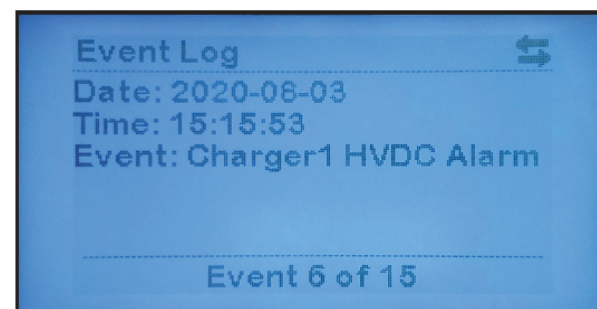 Event Log
Date: 2020-08-03
Time: 15:15:53
Event: Charger1 HVDC Alarm
Event 6 of 15